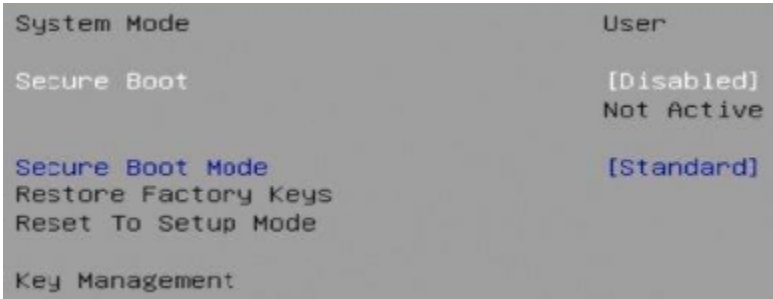 System Mode User
Secure Boot [Disabled]
Not Active
Secure Boot Mode [Standard]
Restore Factory Keys
Reset To Setup Mode
Key Management